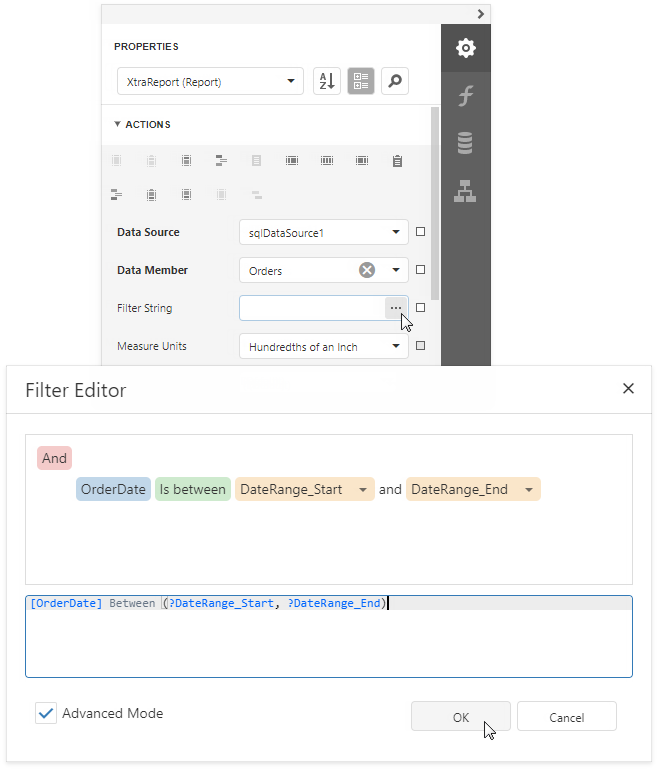 PROPERTIES
XtraReport (Report)
A
Z
ACTIONS
Data Source
sqlDataSource1
Data Member
Orders
Filter String
...
Measure Units
Hundredths of an Inch
Filter Editor
And
OrderDate Is between DateRange_Start and DateRange_End
[OrderDate] Between (?DateRange_Start, ?DateRange_End)
Advanced Mode
OK
Cancel